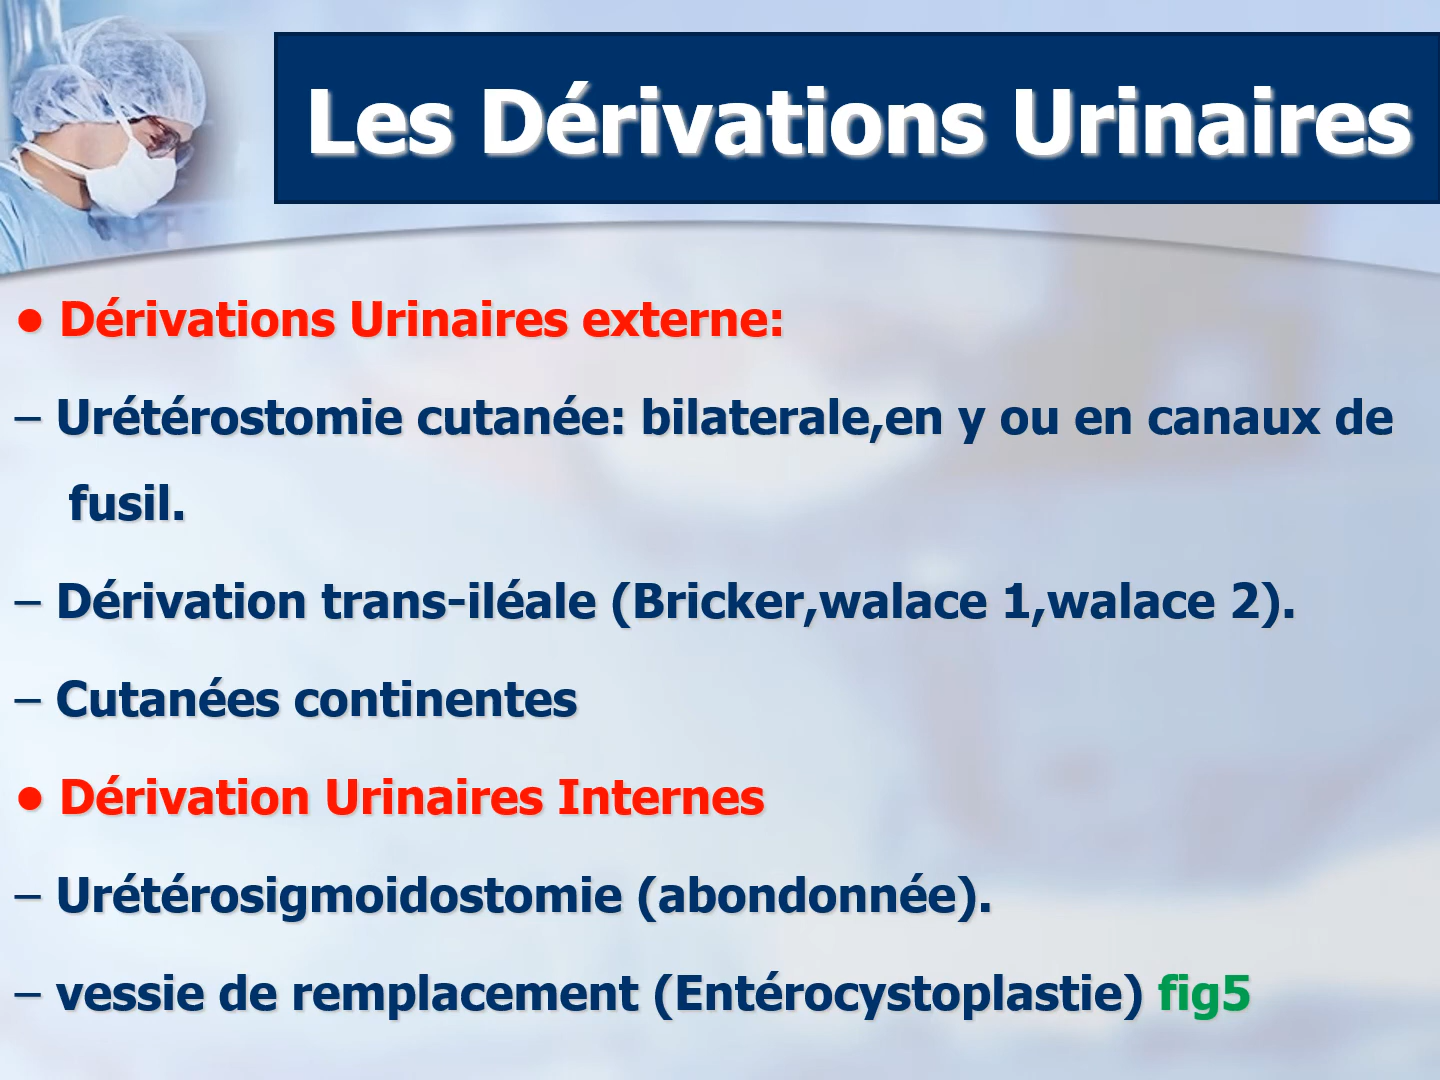 Les Dérivations Urinaires
• Dérivations Urinaires externe:
– Urétérostomie cutanée: bilaterale,en y ou en canaux de
fusil.
– Dérivation trans-iléale (Bricker,walace 1,walace 2).
– Cutanées continentes
• Dérivation Urinaires Internes
– Urétérosigmoidostomie (abondonnée).
– vessie de remplacement (Entérocystoplastie) fig5